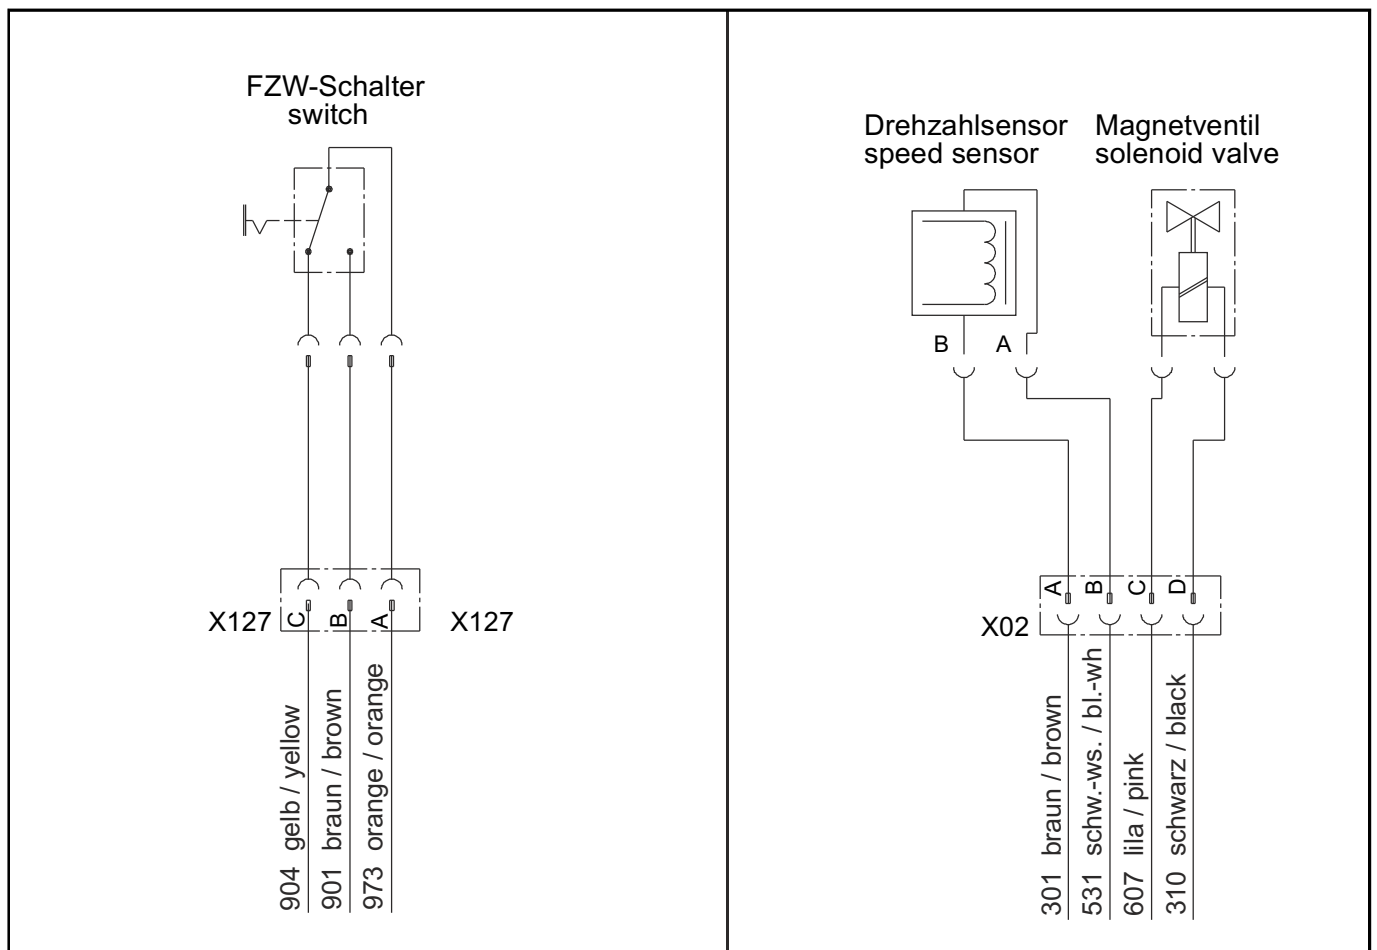 FZW-Schalter
switch
X127
C
B
A
X127
904 gelb / yellow
901 braun / brown
973 orange / orange
Drehzahlsensor
speed sensor
Magnetventil
solenoid valve
B
A
X02
A
B
C
D
301 braun / brown
531 schw.-ws. / bl.-wh
607 lila / pink
310 schwarz / black